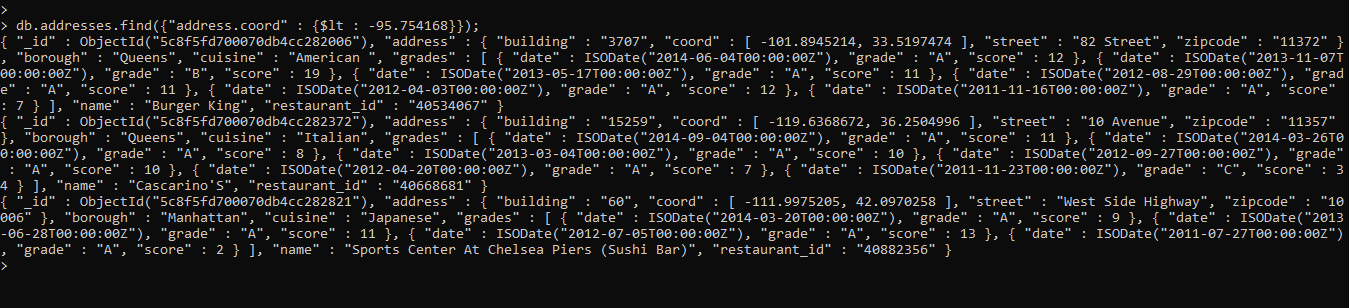 >
> db.addresses.find({"address.coord" : {$lt : -95.754168}});
{ "_id" : ObjectId("5c8f5fd700070db4cc282006"), "address" : { "building" : "3707", "coord" : [ -101.8945214, 33.5197474 ], "street" : "82 Street", "zipcode" : "11372" }
, "borough" : "Queens", "cuisine" : "American ", "grades" : [ { "date" : ISODate("2014-06-04T00:00:00Z"), "grade" : "A", "score" : 12 }, { "date" : ISODate("2013-11-07T
00:00:00Z"), "grade" : "B", "score" : 19 }, { "date" : ISODate("2013-05-17T00:00:00Z"), "grade" : "A", "score" : 11 }, { "date" : ISODate("2012-08-29T00:00:00Z"), "grad
e" : "A", "score" : 11 }, { "date" : ISODate("2012-04-03T00:00:00Z"), "grade" : "A", "score" : 12 }, { "date" : ISODate("2011-11-16T00:00:00Z"), "grade" : "A", "score"
: 7 } ], "name" : "Burger King", "restaurant_id" : "40534067" }
{ "_id" : ObjectId("5c8f5fd700070db4cc282372"), "address" : { "building" : "15259", "coord" : [ -119.6368672, 36.2504996 ], "street" : "10 Avenue", "zipcode" : "11357"
}, "borough" : "Queens", "cuisine" : "Italian", "grades" : [ { "date" : ISODate("2014-09-04T00:00:00Z"), "grade" : "A", "score" : 11 }, { "date" : ISODate("2014-03-26T0
0:00:00Z"), "grade" : "A", "score" : 8 }, { "date" : ISODate("2013-03-04T00:00:00Z"), "grade" : "A", "score" : 10 }, { "date" : ISODate("2012-09-27T00:00:00Z"), "grade"
: "A", "score" : 10 }, { "date" : ISODate("2012-04-20T00:00:00Z"), "grade" : "A", "score" : 7 }, { "date" : ISODate("2011-11-23T00:00:00Z"), "grade" : "C", "score" : 3
4 } ], "name" : "Cascarino'S", "restaurant_id" : "40668681" }
{ "_id" : ObjectId("5c8f5fd700070db4cc282821"), "address" : { "building" : "60", "coord" : [ -111.9975205, 42.0970258 ], "street" : "West Side Highway", "zipcode" : "10
006" }, "borough" : "Manhattan", "cuisine" : "Japanese", "grades" : [ { "date" : ISODate("2014-03-20T00:00:00Z"), "grade" : "A", "score" : 9 }, { "date" : ISODate("2013
-06-28T00:00:00Z"), "grade" : "A", "score" : 11 }, { "date" : ISODate("2012-07-05T00:00:00Z"), "grade" : "A", "score" : 13 }, { "date" : ISODate("2011-07-27T00:00:00Z")
, "grade" : "A", "score" : 2 } ], "name" : "Sports Center At Chelsea Piers (Sushi Bar)", "restaurant_id" : "40882356" }
>